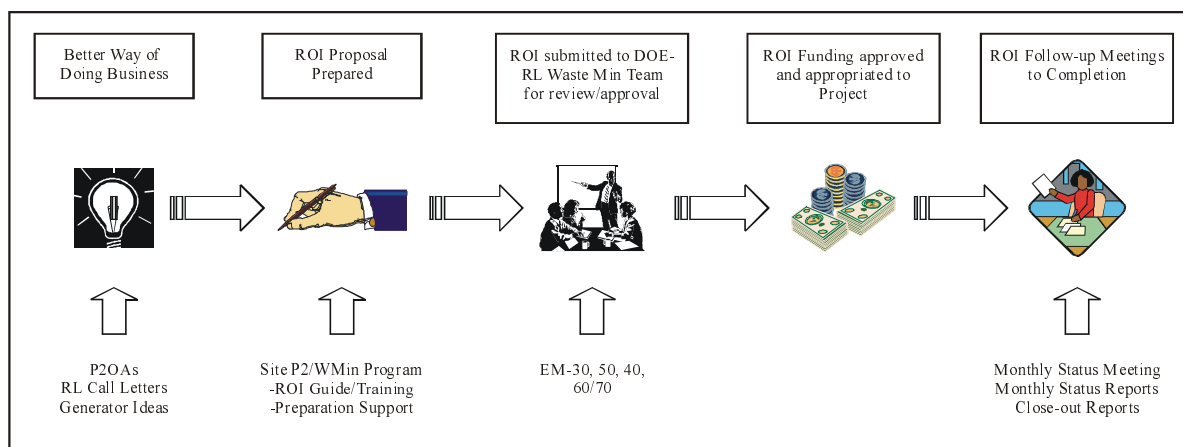 Better Way of
Doing Business
ROI Proposal
Prepared
ROI submitted to DOE-
RL Waste Min Team
for review/approval
ROI Funding approved
and appropriated to
Project
ROI Follow-up Meetings
to Completion
P2OAs
RL Call Letters
Generator Ideas
Site P2/WMin Program
-ROI Guide/Training
-Preparation Support
EM-30, 50, 40,
60/70
Monthly Status Meeting
Monthly Status Reports
Close-out Reports